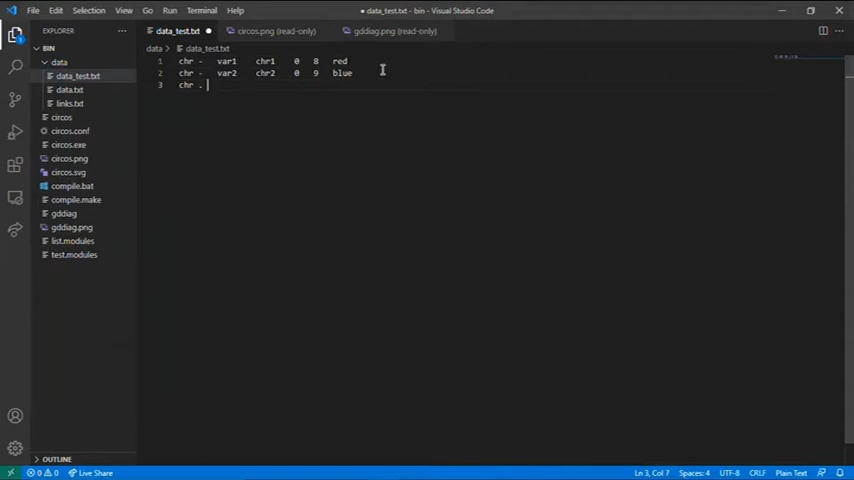 File Edit Selection View Go Run Terminal Help
● data_test.txt - bin - Visual Studio Code
EXPLORER
BIN
data
data_test.txt
data.txt
links.txt
circos
circos.conf
circos.exe
circos.png
circos.svg
compile.bat
compile.make
gddiag
gddiag.png
list.modules
test.modules
OUTLINE
data_test.txt ● circos.png (read-only) gddiag.png (read-only)
data > data_test.txt
1 chr - var1 chr1 0 8 red
2 chr - var2 chr2 0 9 blue
3 chr .
0 0 Live Share
Ln 3, Col 7 Spaces: 4 UTF-8 CRLF Plain Text